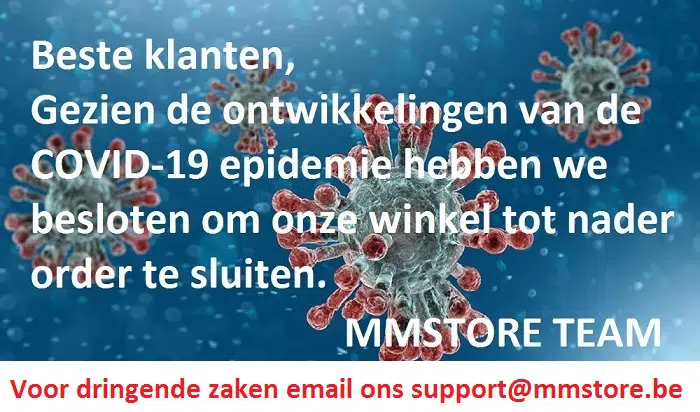 Beste klanten,
Gezien de ontwikkelingen van de
COVID-19 epidemie hebben we
besloten om onze winkel tot nader
order te sluiten.
MMSTORE TEAM
Voor dringende zaken email ons support@mmstore.be